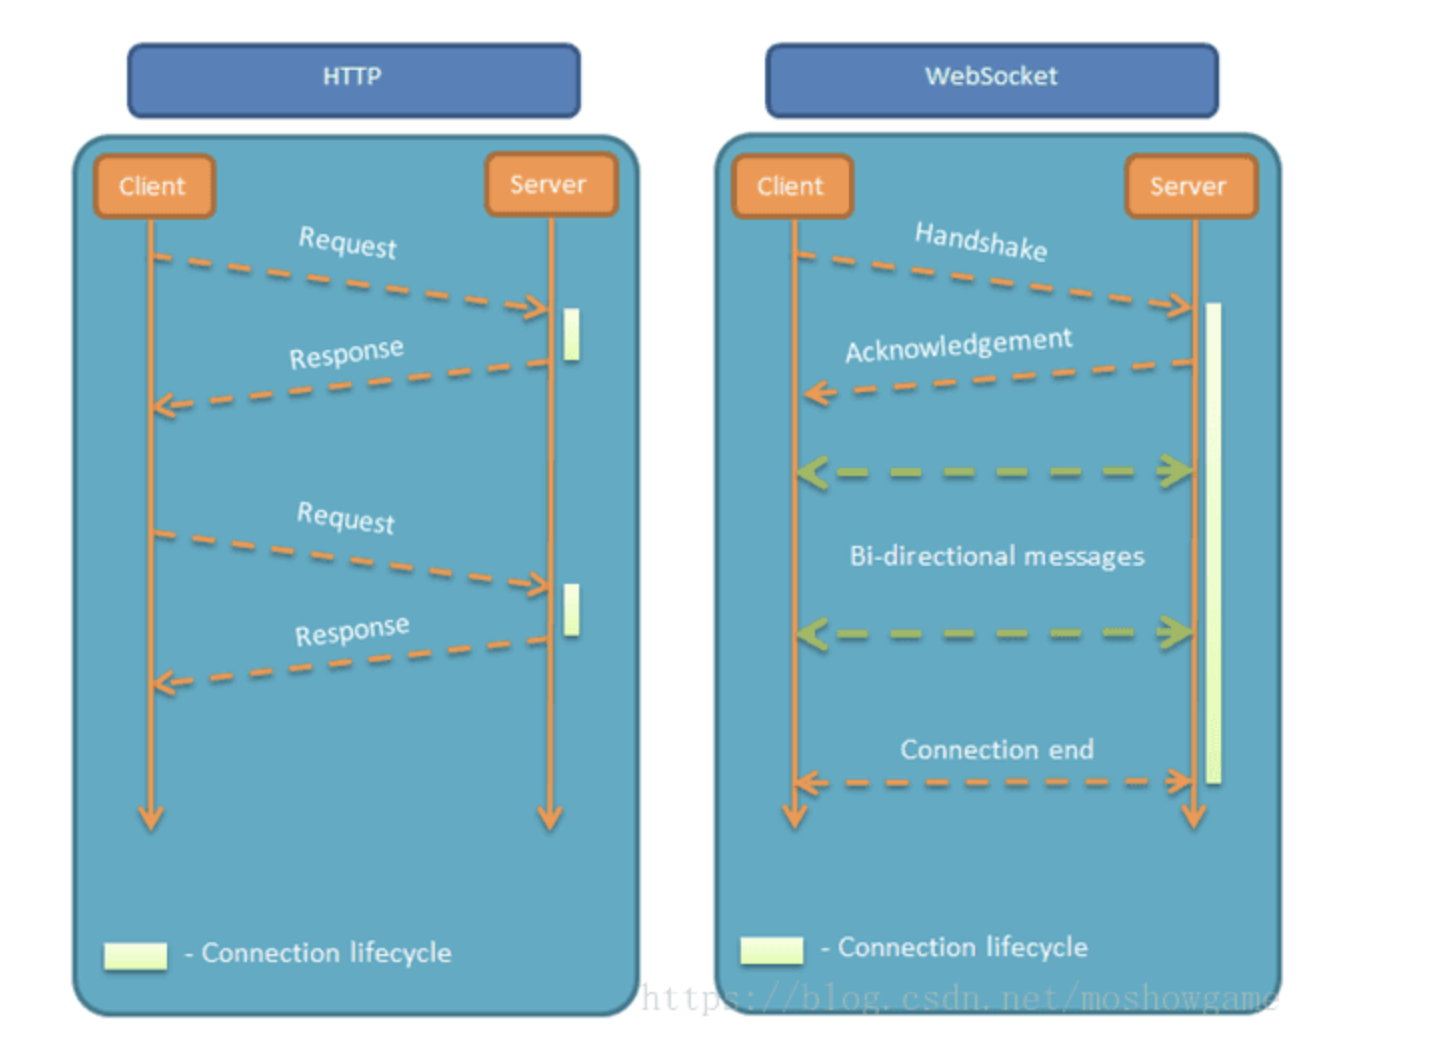 HTTP
Client
Server
Request
Response
Request
Response
- Connection lifecycle
WebSocket
Client
Server
Handshake
Acknowledgement
Bi-directional messages
Connection end
- Connection lifecycle
https://blog.csdn.net/moshowgame